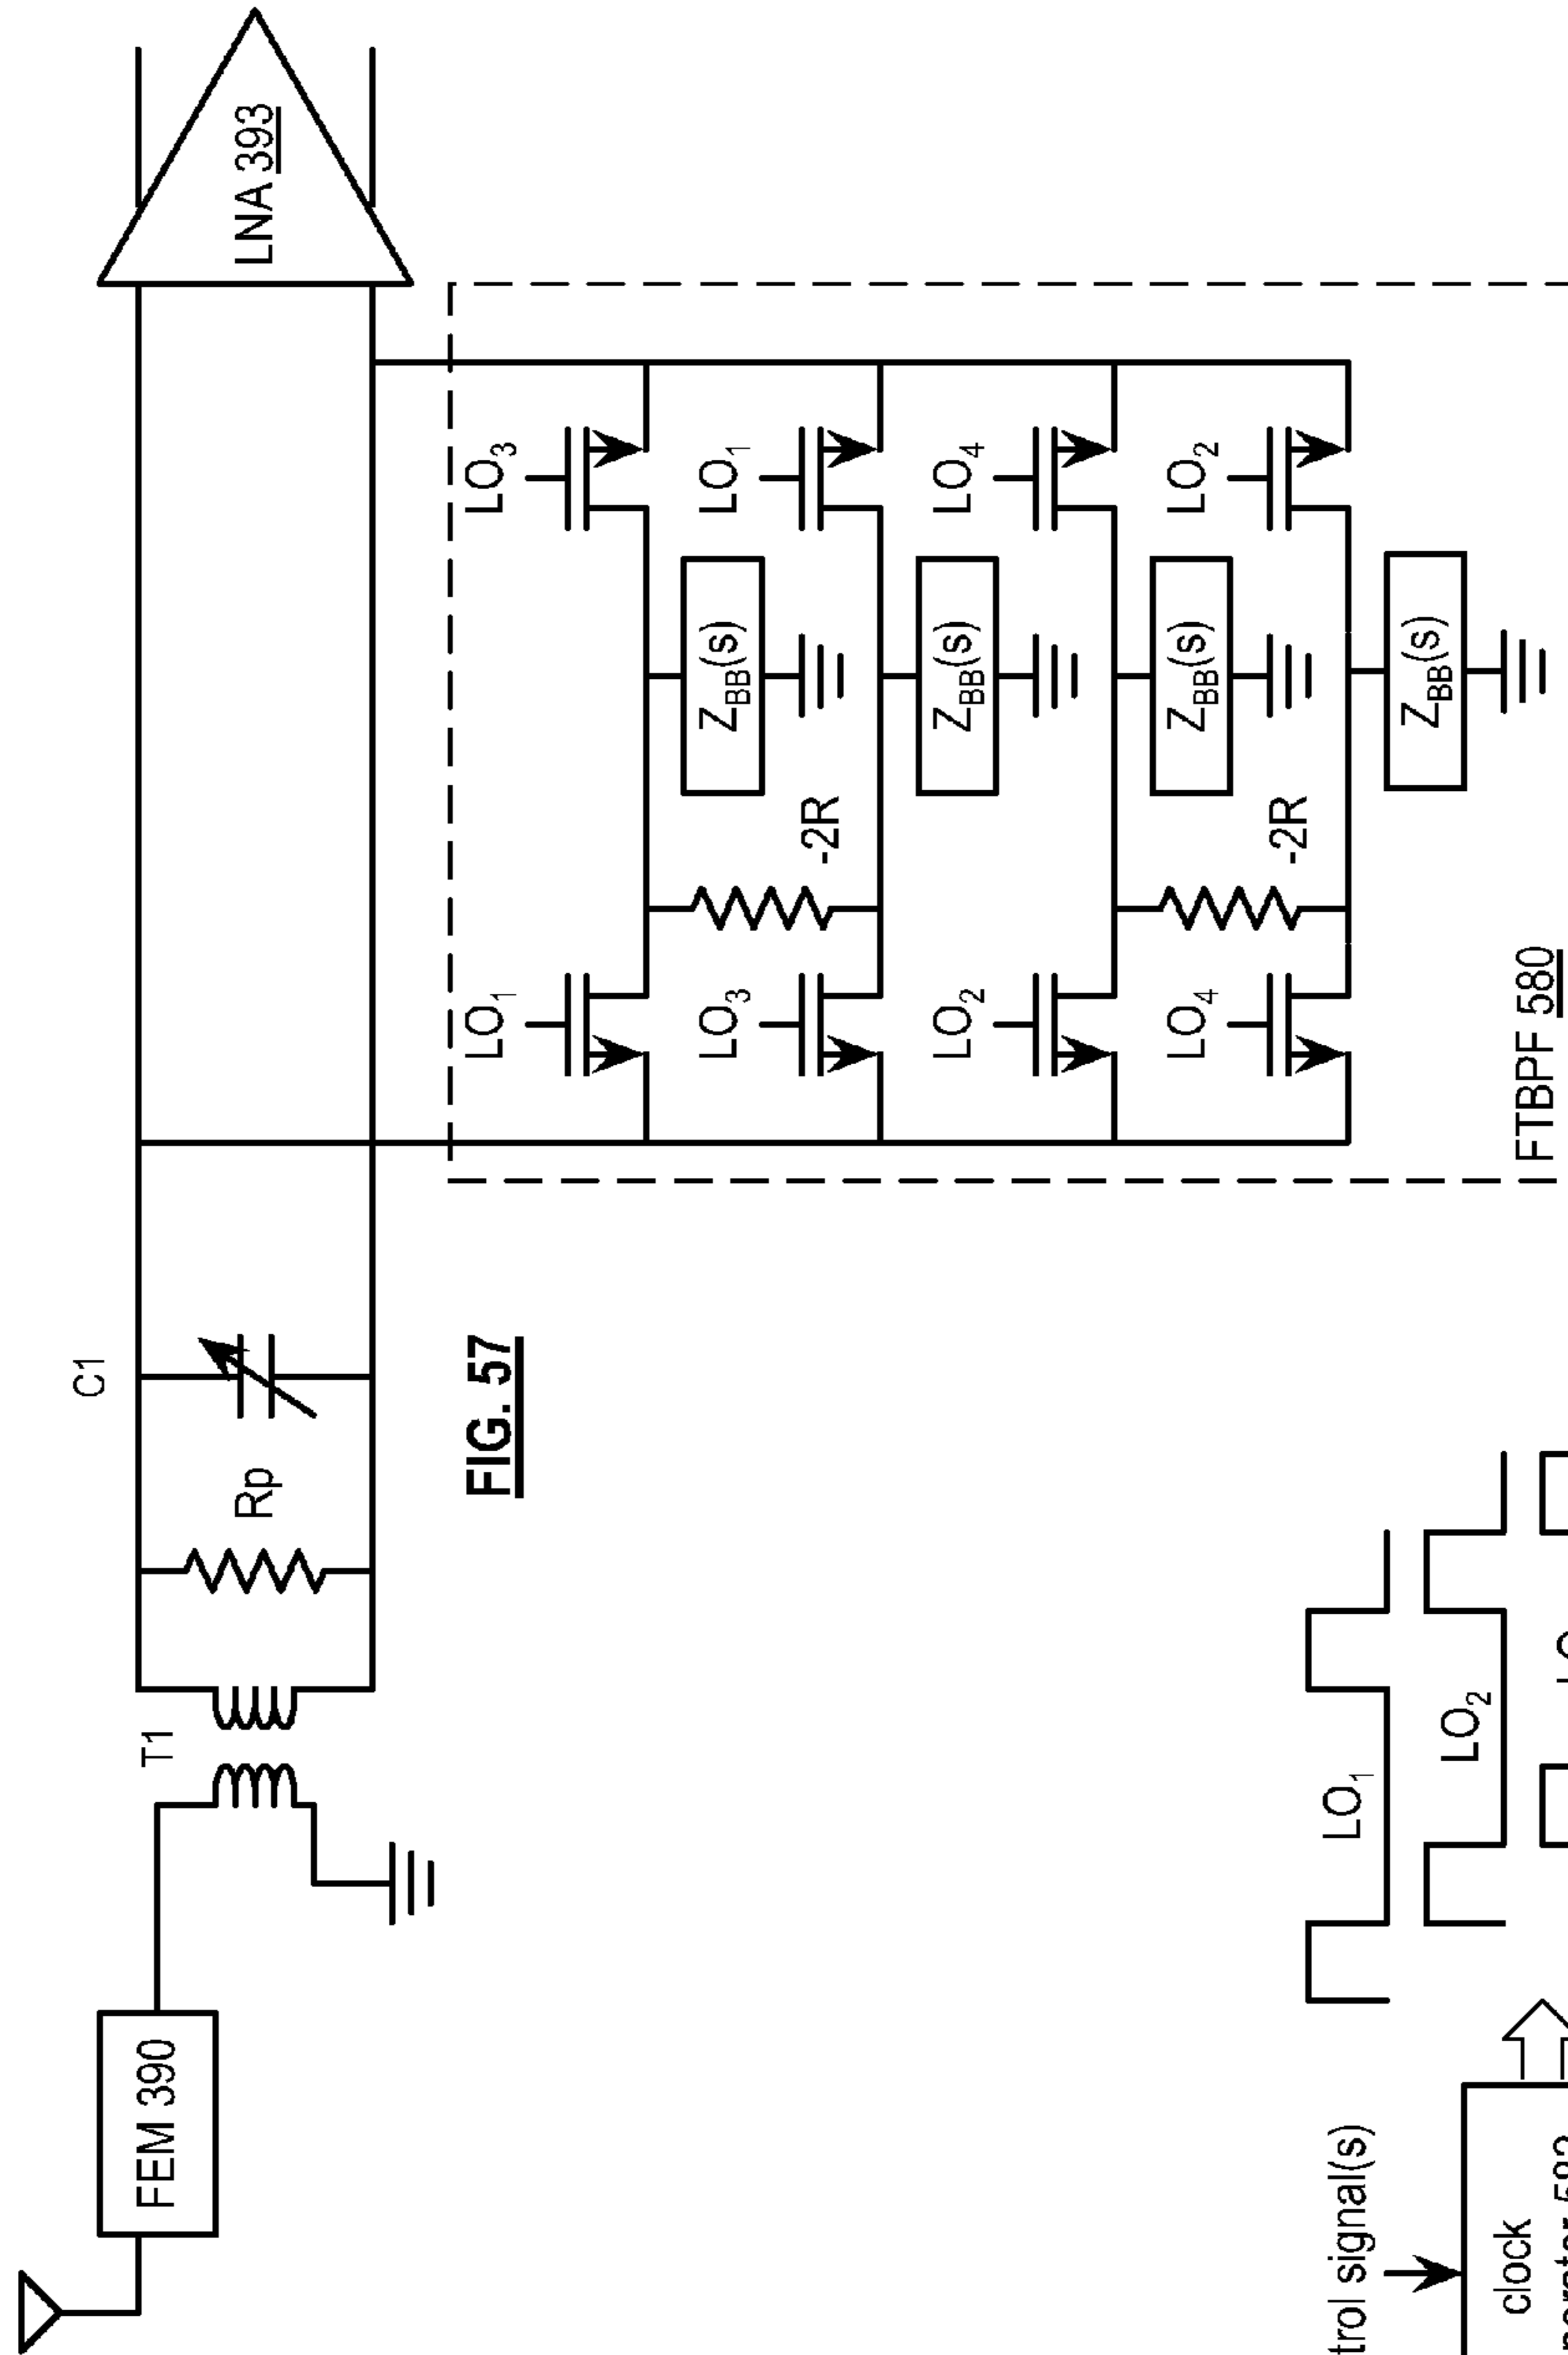 FEM 390
T1
Rp
C1
LNA 393
FIG. 57
LO1
LO3
-2R
ZBB(s)
LO3
LO1
ZBB(s)
LO2
LO4
-2R
ZBB(s)
LO4
LO2
ZBB(s)
FTBPF 580
LO1
LO2
signal(s)
clock